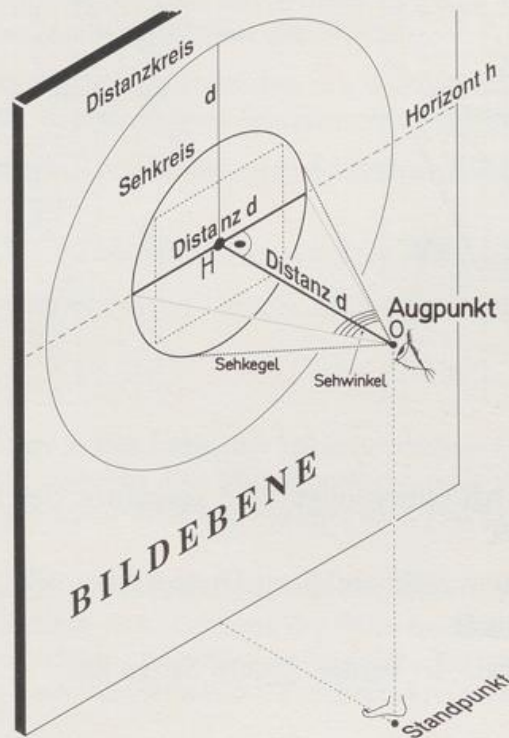 Distanzkreis
d
Horizont h
Sehkreis
Distanz d
H
Distanz d
Augpunkt
O
Sehkegel
Sehwinkel
BILDEBENE
Standpunkt